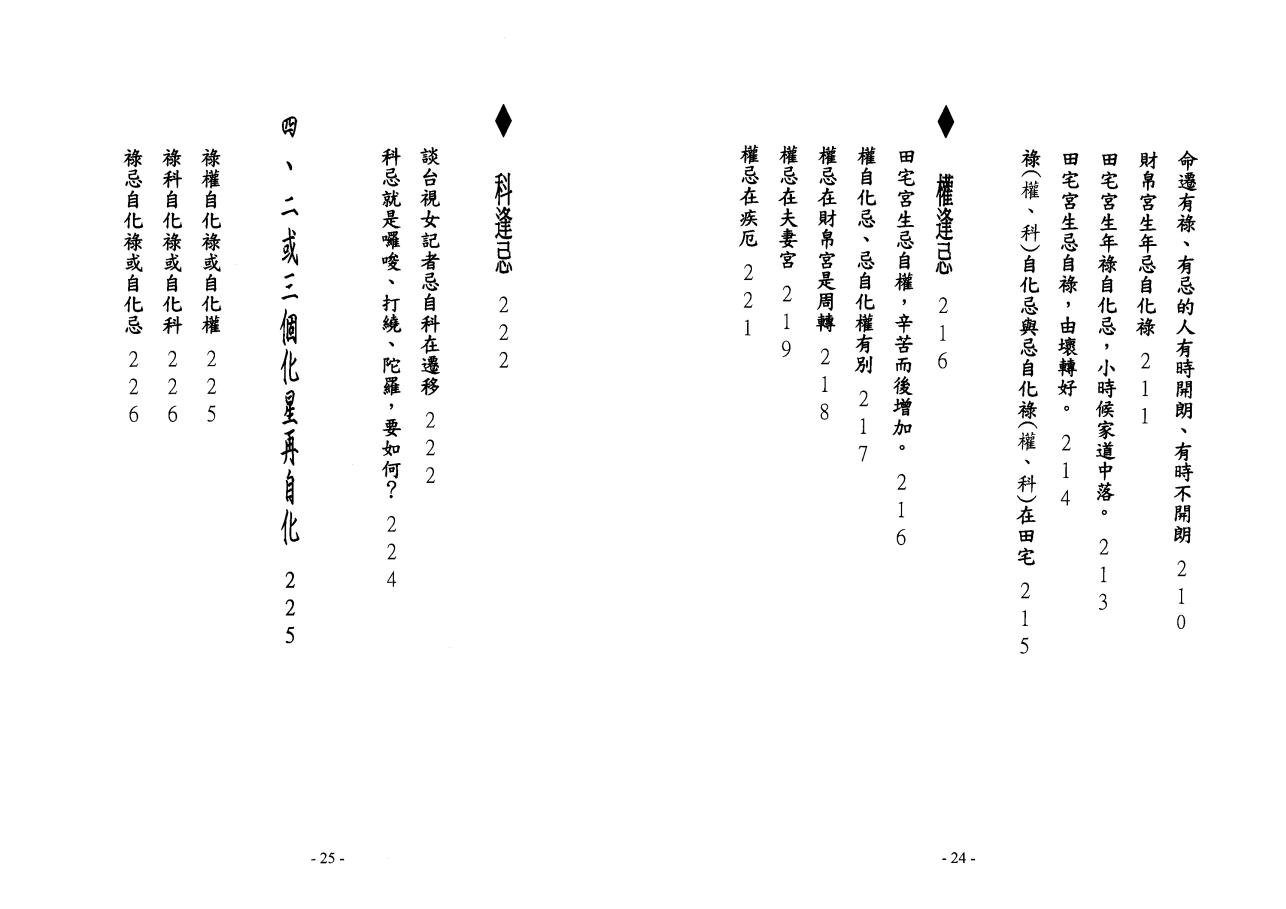 命遷有祿、有忌的人有時開朗、有時不開朗 210
財帛宮生年忌自化祿 211
田宅宮生年祿自化忌，小時候家道中落。 213
田宅宮生忌自祿，由壞轉好。 214
祿（權、科）自化忌與忌自化祿（權、科）在田宅 215
◆ 權逢忌 216
田宅宮生忌自權，辛苦而後增加。 216
權自化忌、忌自化權有別 217
權忌在財帛宮是周轉 218
權忌在夫妻宮 219
權忌在疾厄 221
- 24 -
◆ 科逢忌 222
談台視女記者忌自科在遷移 222
科忌就是囉唆、打繞、陀羅，要如何？ 224
四、二或三個化星再自化 225
祿權自化祿或自化權 225
祿科自化祿或自化科 226
祿忌自化祿或自化忌 226
- 25 -